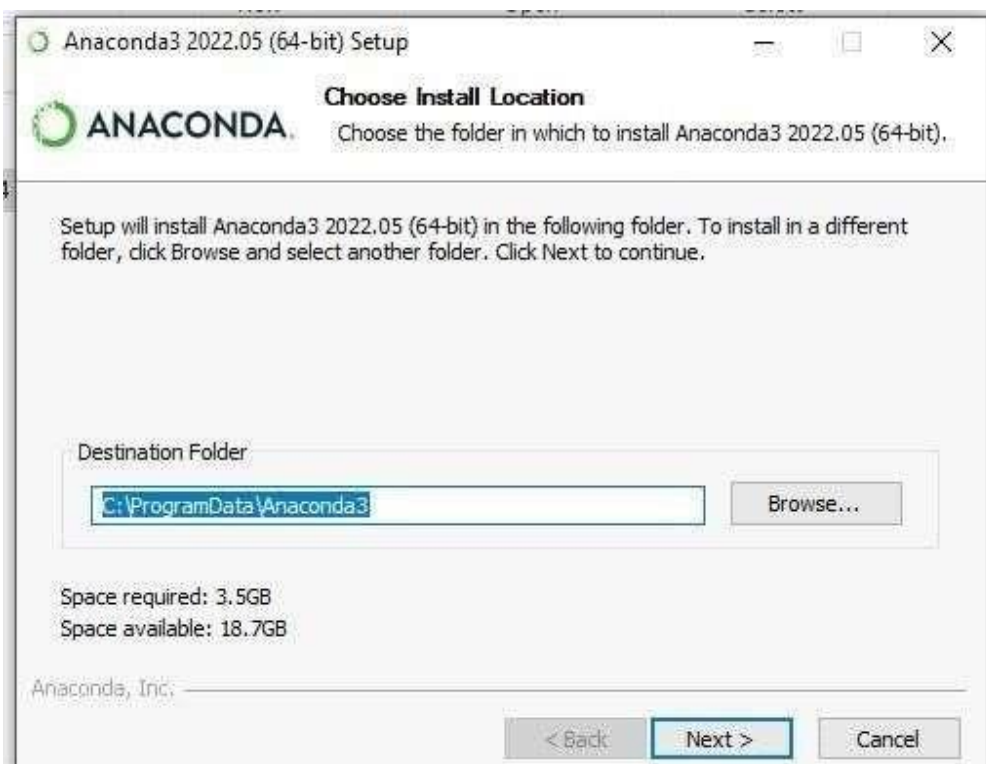 Anaconda3 2022.05 (64-bit) Setup
ANACONDA.
Choose Install Location
Choose the folder in which to install Anaconda3 2022.05 (64-bit).
4
Setup will install Anaconda3 2022.05 (64-bit) in the following folder. To install in a different
folder, click Browse and select another folder. Click Next to continue.
Destination Folder
C:\ProgramData\Anaconda3
Browse...
Space required: 3.5GB
Space available: 18.7GB
Anaconda, Inc.
< Back
Next >
Cancel